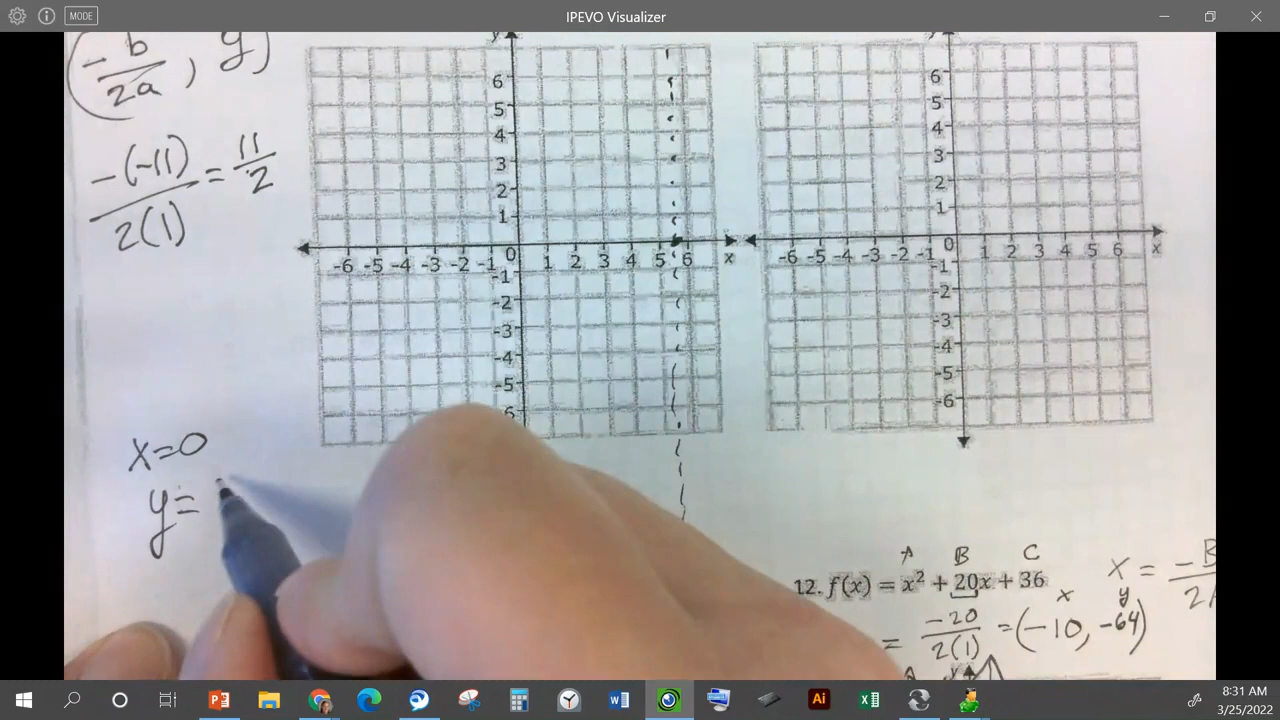 MODE
IPEVO Visualizer
(-b/2a, y)
-(-11)/2(1) = 11/2
x=0
y=
y
6
5
4
3
2
1
-6 -5 -4 -3 -2 -1 0 1 2 3 4 5 6 x
-1
-2
-3
-4
-5
6
6
5
4
3
2
1
-6 -5 -4 -3 -2 -1 0 1 2 3 4 5 6 x
-1
-2
-3
-4
-5
-6
A B C
12. f(x) = x² + 20x + 36
x = -B/2A
x y
= -20/2(1) = (-10, -64)
y
8:31 AM
3/25/2022